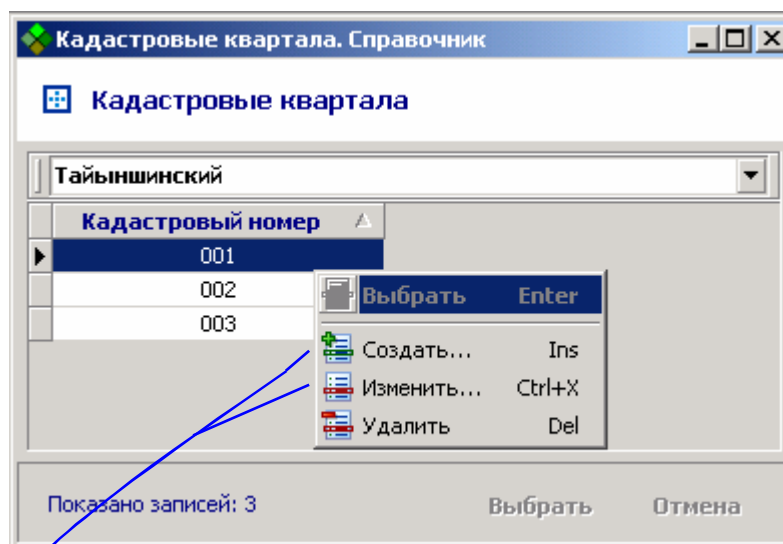 Кадастровые квартала. Справочник
Кадастровые квартала
Тайыншинский
Кадастровый номер
001
002
003
Выбрать Enter
Создать... Ins
Изменить... Ctrl+X
Удалить Del
Показано записей: 3
Выбрать Отмена